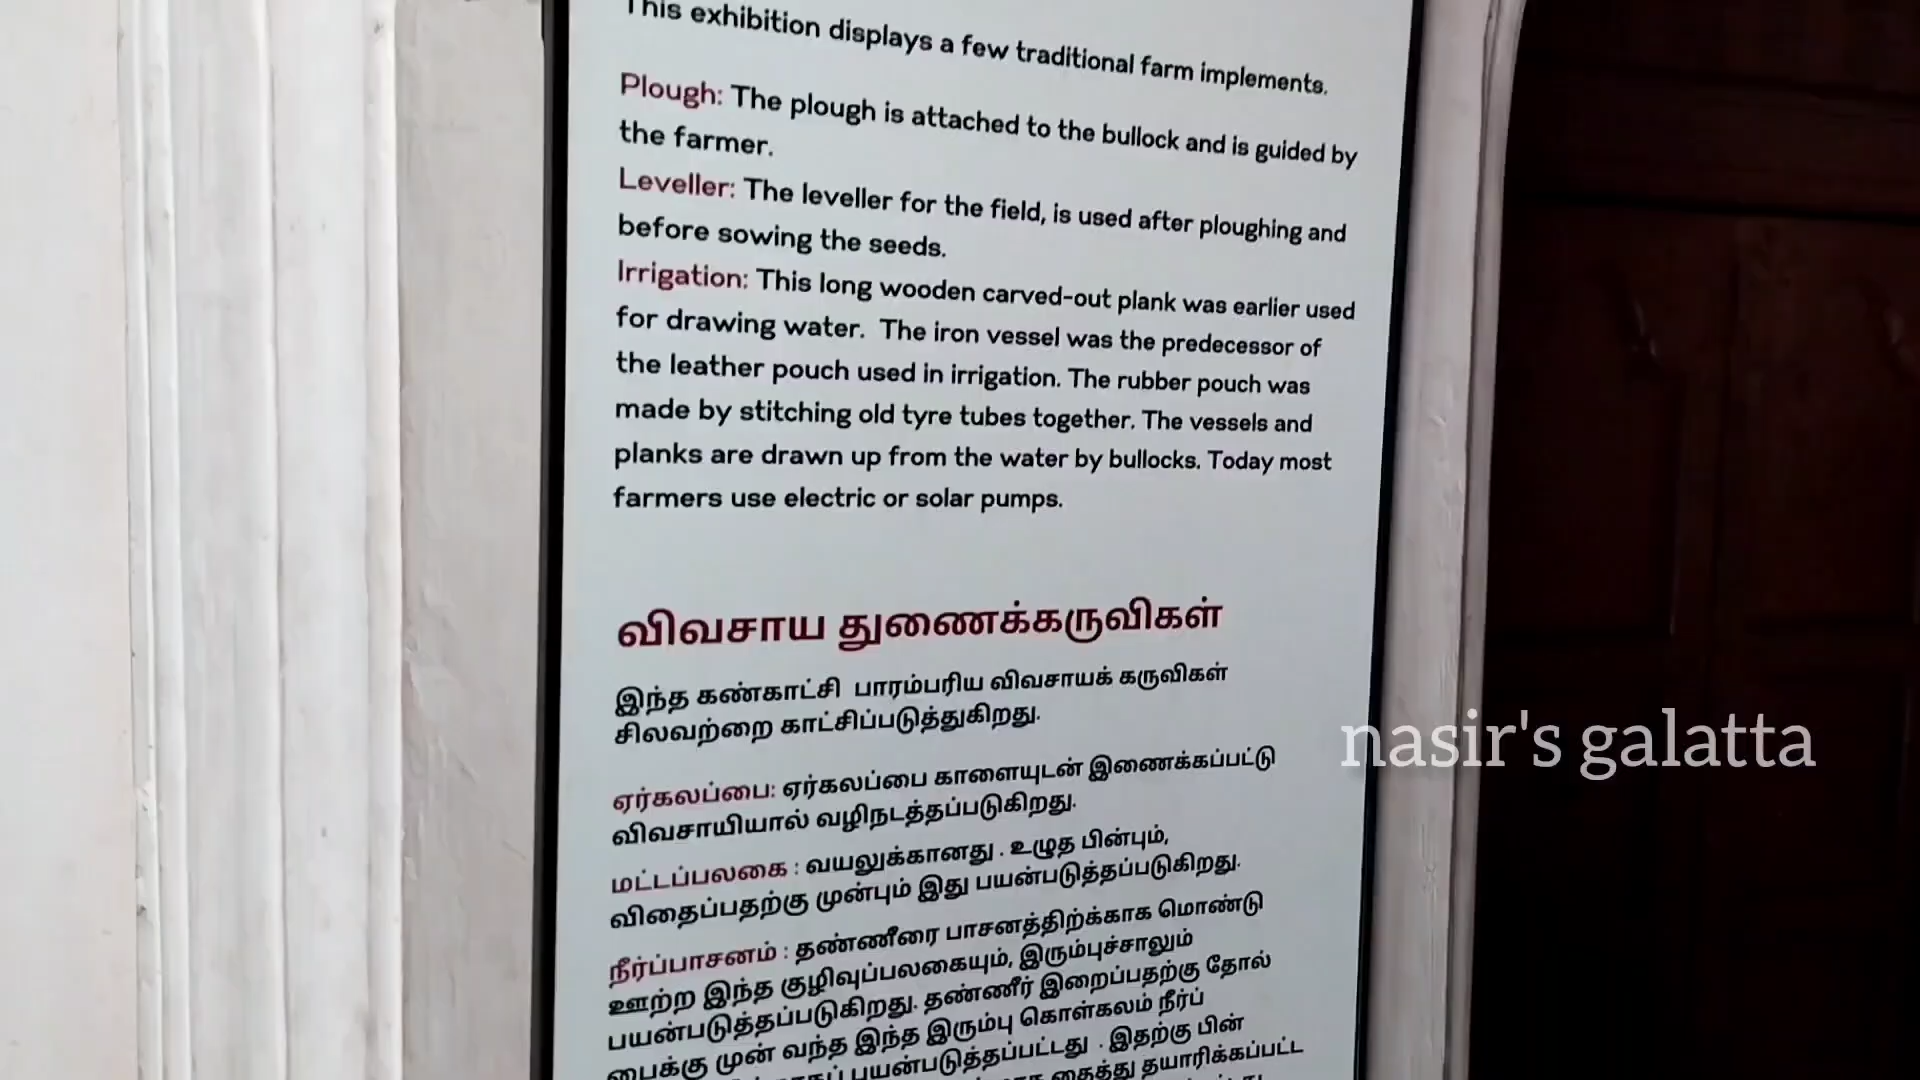 This exhibition displays a few traditional farm implements.
Plough: The plough is attached to the bullock and is guided by
the farmer.
Leveller: The leveller for the field, is used after ploughing and
before sowing the seeds.
Irrigation: This long wooden carved-out plank was earlier used
for drawing water. The iron vessel was the predecessor of
the leather pouch used in irrigation. The rubber pouch was
made by stitching old tyre tubes together. The vessels and
planks are drawn up from the water by bullocks. Today most
farmers use electric or solar pumps.
விவசாய துணைக்கருவிகள்
இந்த கண்காட்சி பாரம்பரிய விவசாயக் கருவிகள்
சிலவற்றை காட்சிப்படுத்துகிறது.
ஏர்கலப்பை: ஏர்கலப்பை காளையுடன் இணைக்கப்பட்டு
விவசாயியால் வழிநடத்தப்படுகிறது.
மட்டப்பலகை : வயலுக்கானது . உழுத பின்பும்,
விதைப்பதற்கு முன்பும் இது பயன்படுத்தப்படுகிறது.
நீர்ப்பாசனம் : தண்ணீரை பாசனத்திற்க்காக மொண்டு
ஊற்ற இந்த குழிவுப்பலகையும், இரும்புச்சாலும்
பயன்படுத்தப்படுகிறது. தண்ணீர் இறைப்பதற்கு தோல்
பைக்கு முன் வந்த இந்த இரும்பு கொள்கலம் நீர்ப்
பயன்படுத்தப்பட்டது . இதற்கு பின்
தைத்து தயாரிக்கப்பட்ட
nasir's galatta